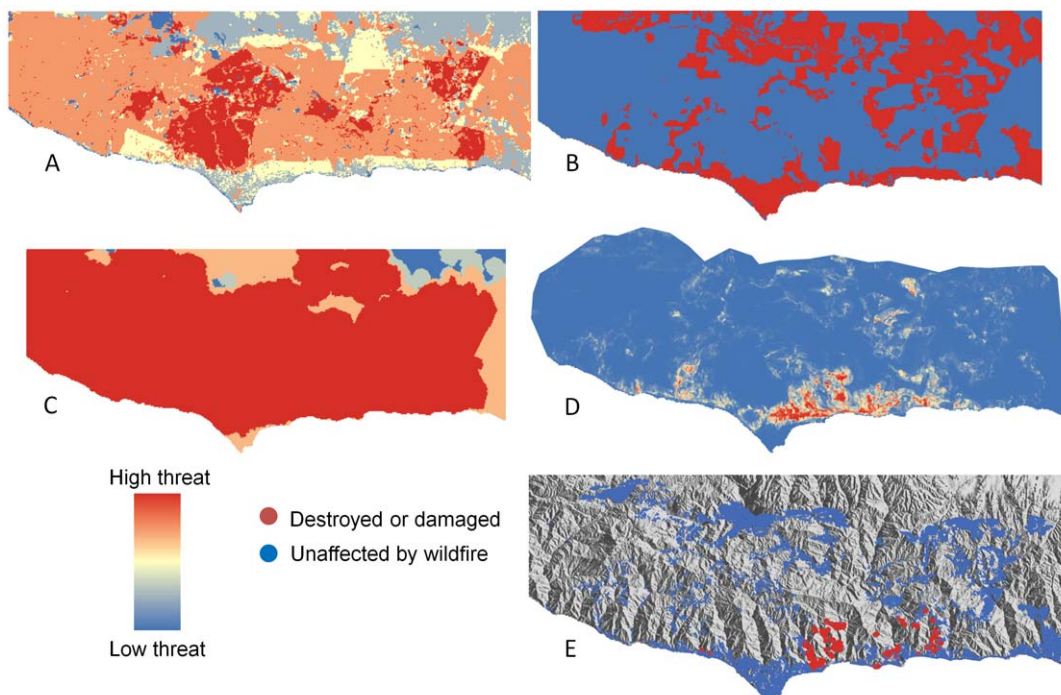 A
B
C
D
High threat
Low threat
Destroyed or damaged
Unaffected by wildfire
E